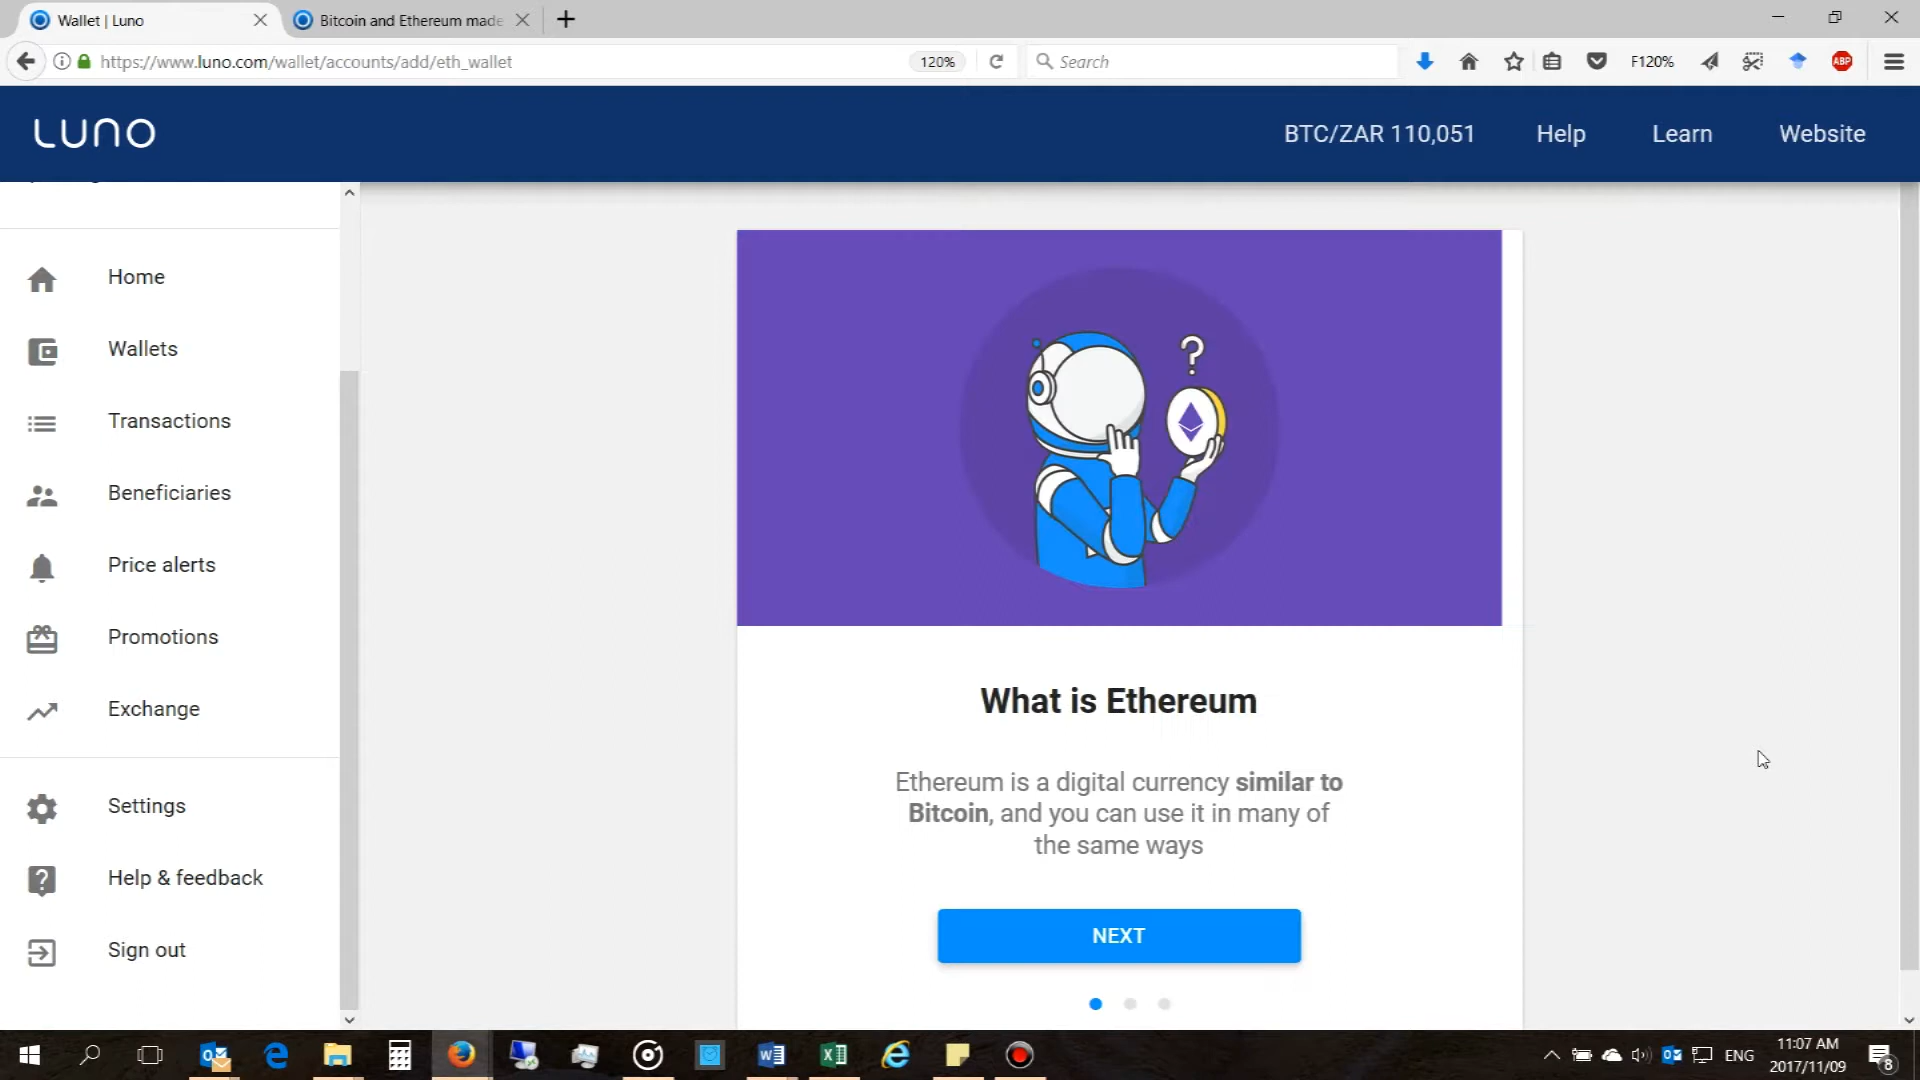 Wallet | Luno
Bitcoin and Ethereum made
https://www.luno.com/wallet/accounts/add/eth_wallet
120%
Search
F120%
ABP
LUNO
BTC/ZAR 110,051
Help
Learn
Website
Home
Wallets
Transactions
Beneficiaries
Price alerts
Promotions
Exchange
Settings
Help & feedback
Sign out
?
What is Ethereum
Ethereum is a digital currency similar to
Bitcoin, and you can use it in many of
the same ways
NEXT
ENG
11:07 AM
2017/11/09
8